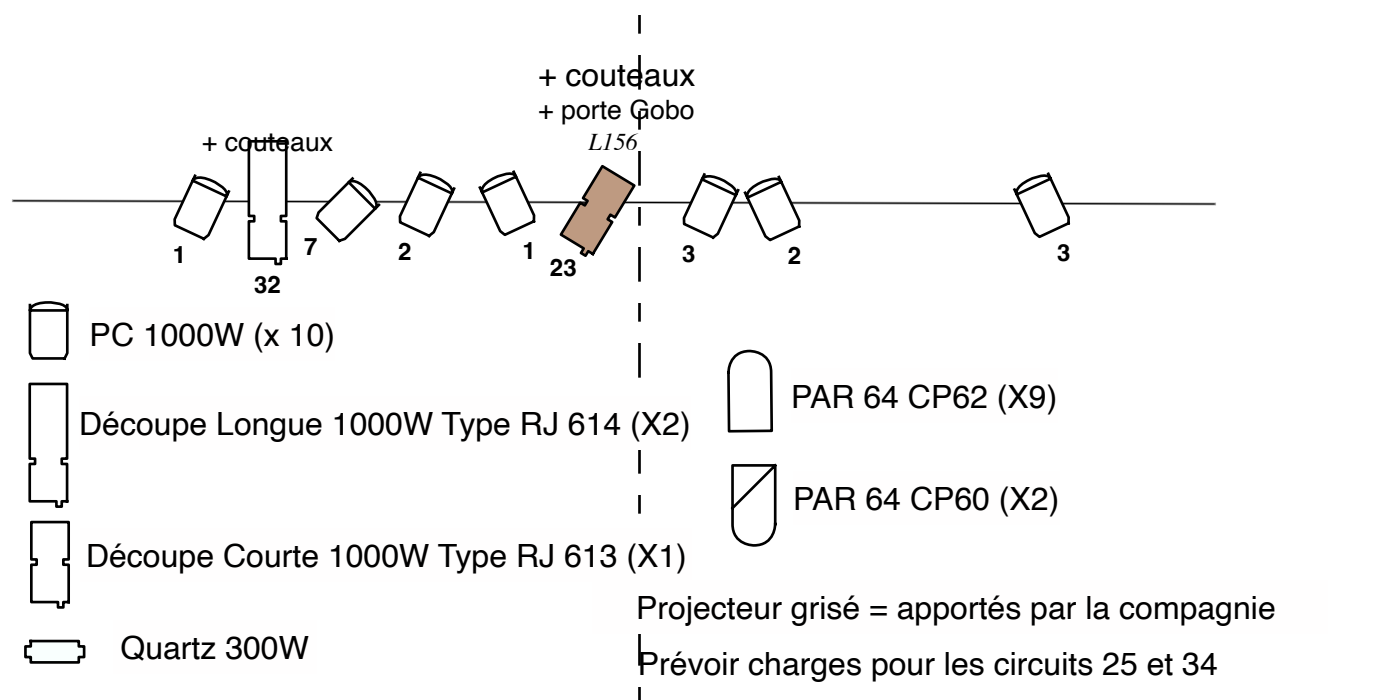 + couteaux
+ porte Gobo
L156
+ couteaux
1
32
7
2
1
23
3
2
3
PC 1000W (x 10)
Découpe Longue 1000W Type RJ 614 (X2)
Découpe Courte 1000W Type RJ 613 (X1)
Quartz 300W
PAR 64 CP62 (X9)
PAR 64 CP60 (X2)
Projecteur grisé = apportés par la compagnie
Prévoir charges pour les circuits 25 et 34